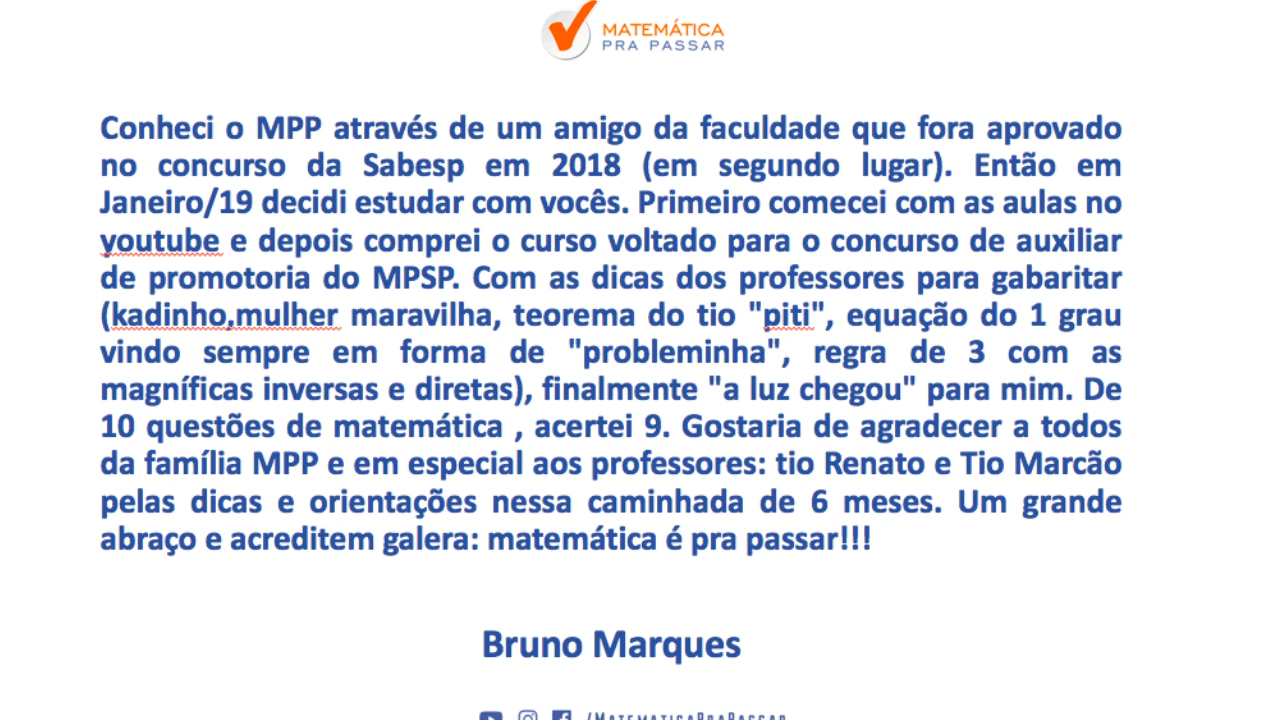 MATEMÁTICA
PRA PASSAR
Conheci o MPP através de um amigo da faculdade que fora aprovado
no concurso da Sabesp em 2018 (em segundo lugar). Então em
Janeiro/19 decidi estudar com vocês. Primeiro comecei com as aulas no
youtube e depois comprei o curso voltado para o concurso de auxiliar
de promotoria do MPSP. Com as dicas dos professores para gabaritar
(kadinho,mulher maravilha, teorema do tio "piti", equação do 1 grau
vindo sempre em forma de "probleminha", regra de 3 com as
magníficas inversas e diretas), finalmente "a luz chegou" para mim. De
10 questões de matemática , acertei 9. Gostaria de agradecer a todos
da família MPP e em especial aos professores: tio Renato e Tio Marcão
pelas dicas e orientações nessa caminhada de 6 meses. Um grande
abraço e acreditem galera: matemática é pra passar!!!
Bruno Marques
/MATEMATICAPRAPASSAR